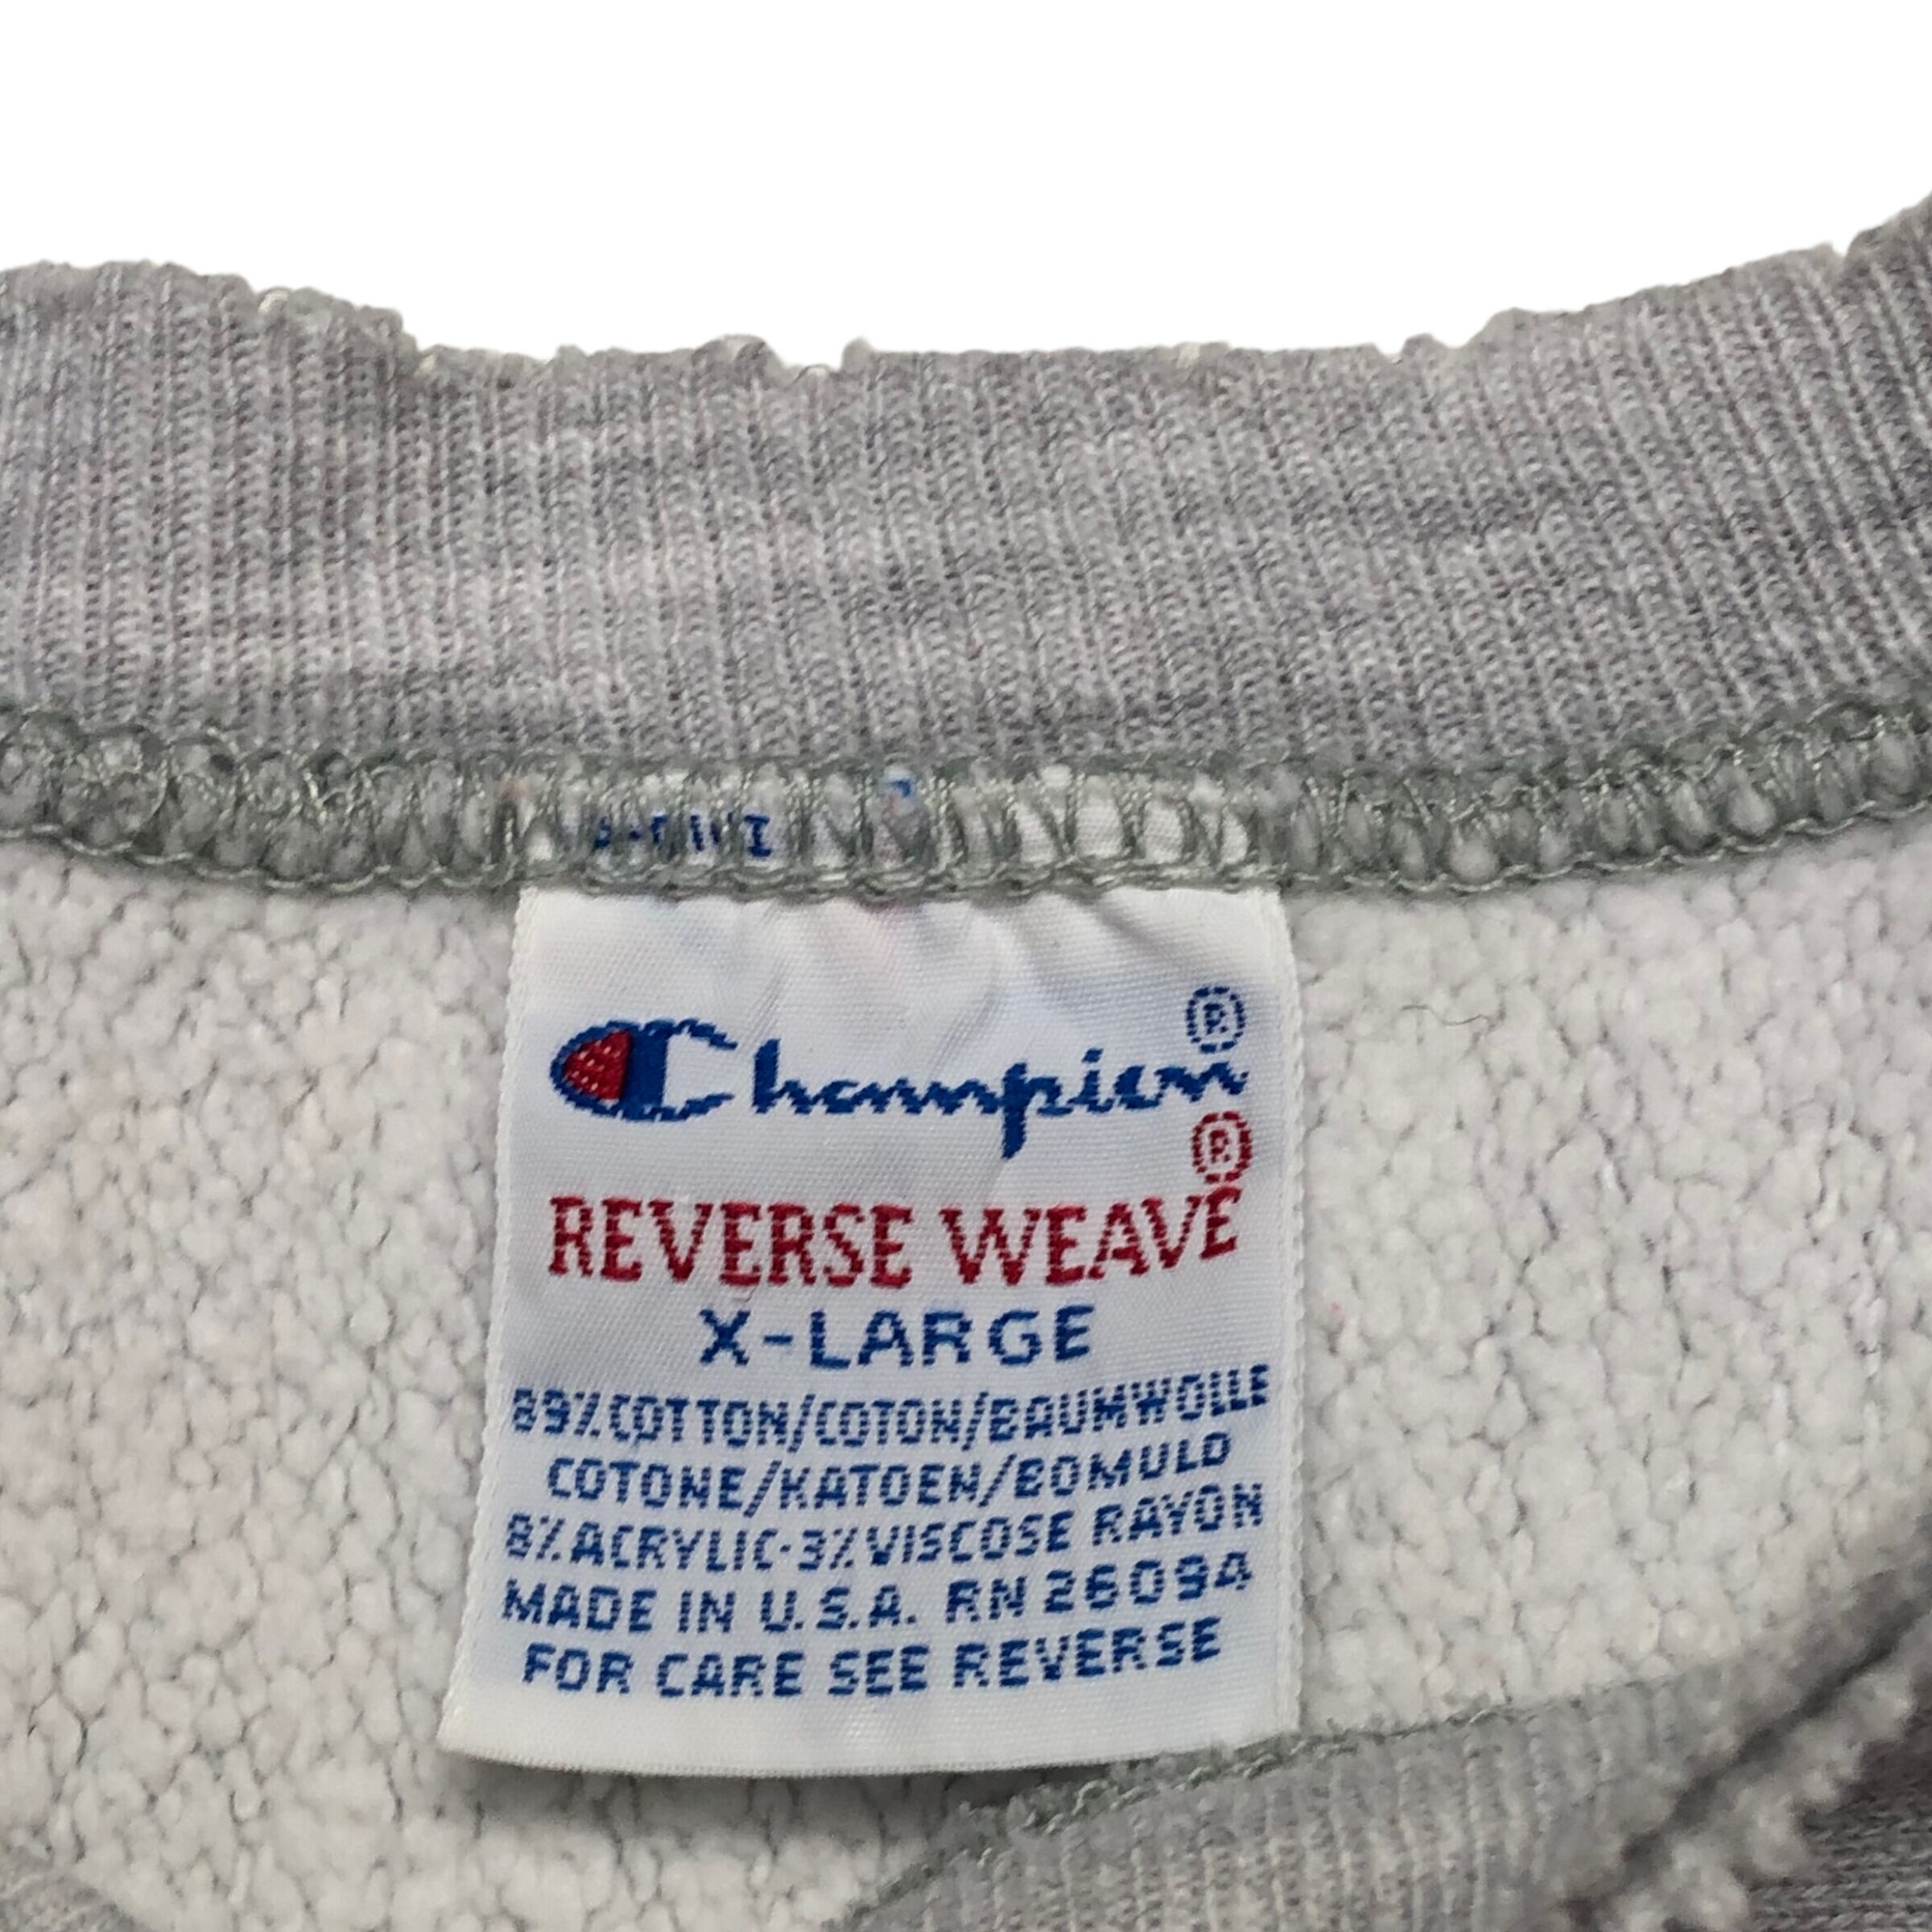 Champion®
REVERSE WEAVE®
X-LARGE
89% COTTON/COTON/BAUMWOLLE
COTONE/KATOEN/BOMULD
8% ACRYLIC·3% VISCOSE RAYON
MADE IN U.S.A. RN 26094
FOR CARE SEE REVERSE